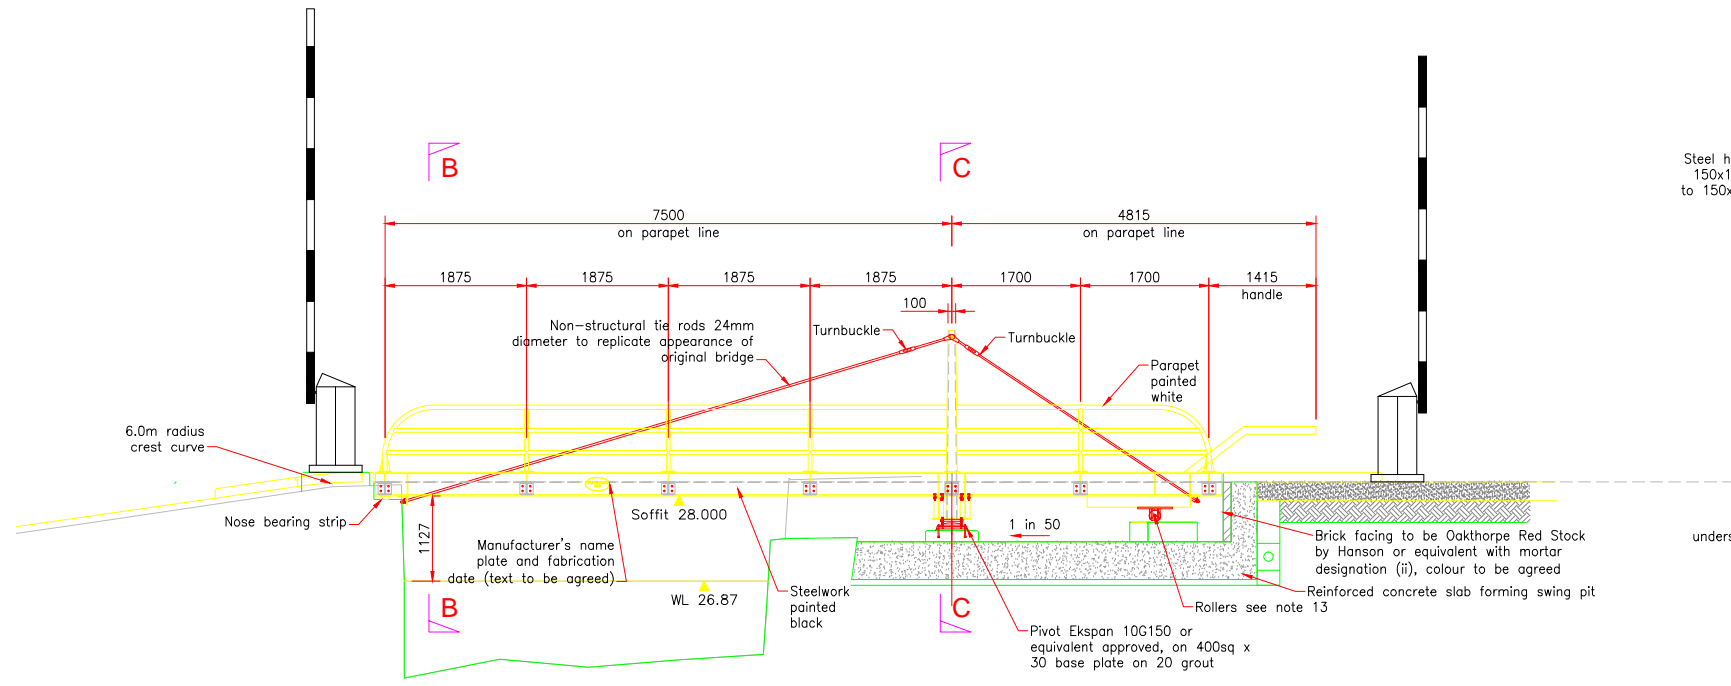 B
C
Steel h
150x1
to 150x
7500
on parapet line
4815
on parapet line
1875
1875
1875
1875
1700
1700
1415
handle
100
Non-structural tie rods 24mm
diameter to replicate appearance of
original bridge
Turnbuckle
Turnbuckle
Parapet
painted
white
6.0m radius
crest curve
Nose bearing strip
1127
Soffit 28.000
1 in 50
Manufacturer's name
plate and fabrication
date (text to be agreed)
WL 26.87
Steelwork
painted
black
Brick facing to be Oakthorpe Red Stock
by Hanson or equivalent with mortar
designation (ii), colour to be agreed
unders
Reinforced concrete slab forming swing pit
Rollers see note 13
B
C
Pivot Ekspan 10G150 or
equivalent approved, on 400sq x
30 base plate on 20 grout